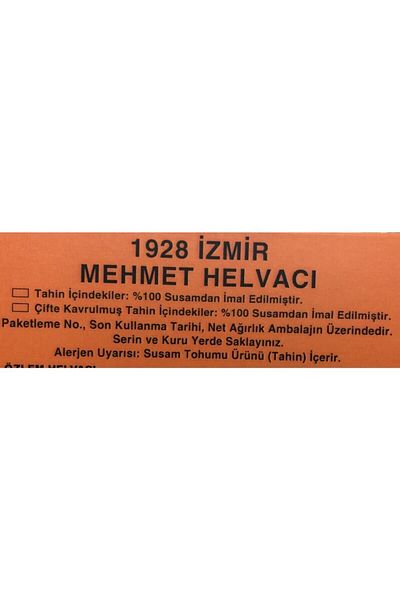 1928 İZMİR
MEHMET HELVACI
Tahin İçindekiler: %100 Susamdan İmal Edilmiştir.
Çifte Kavrulmuş Tahin İçindekiler: %100 Susamdan İmal Edilmiştir.
Paketleme No., Son Kullanma Tarihi, Net Ağırlık Ambalajın Üzerindedir.
Serin ve Kuru Yerde Saklayınız.
Alerjen Uyarısı: Susam Tohumu Ürünü (Tahin) İçerir.
ÖZLEM HELVACI